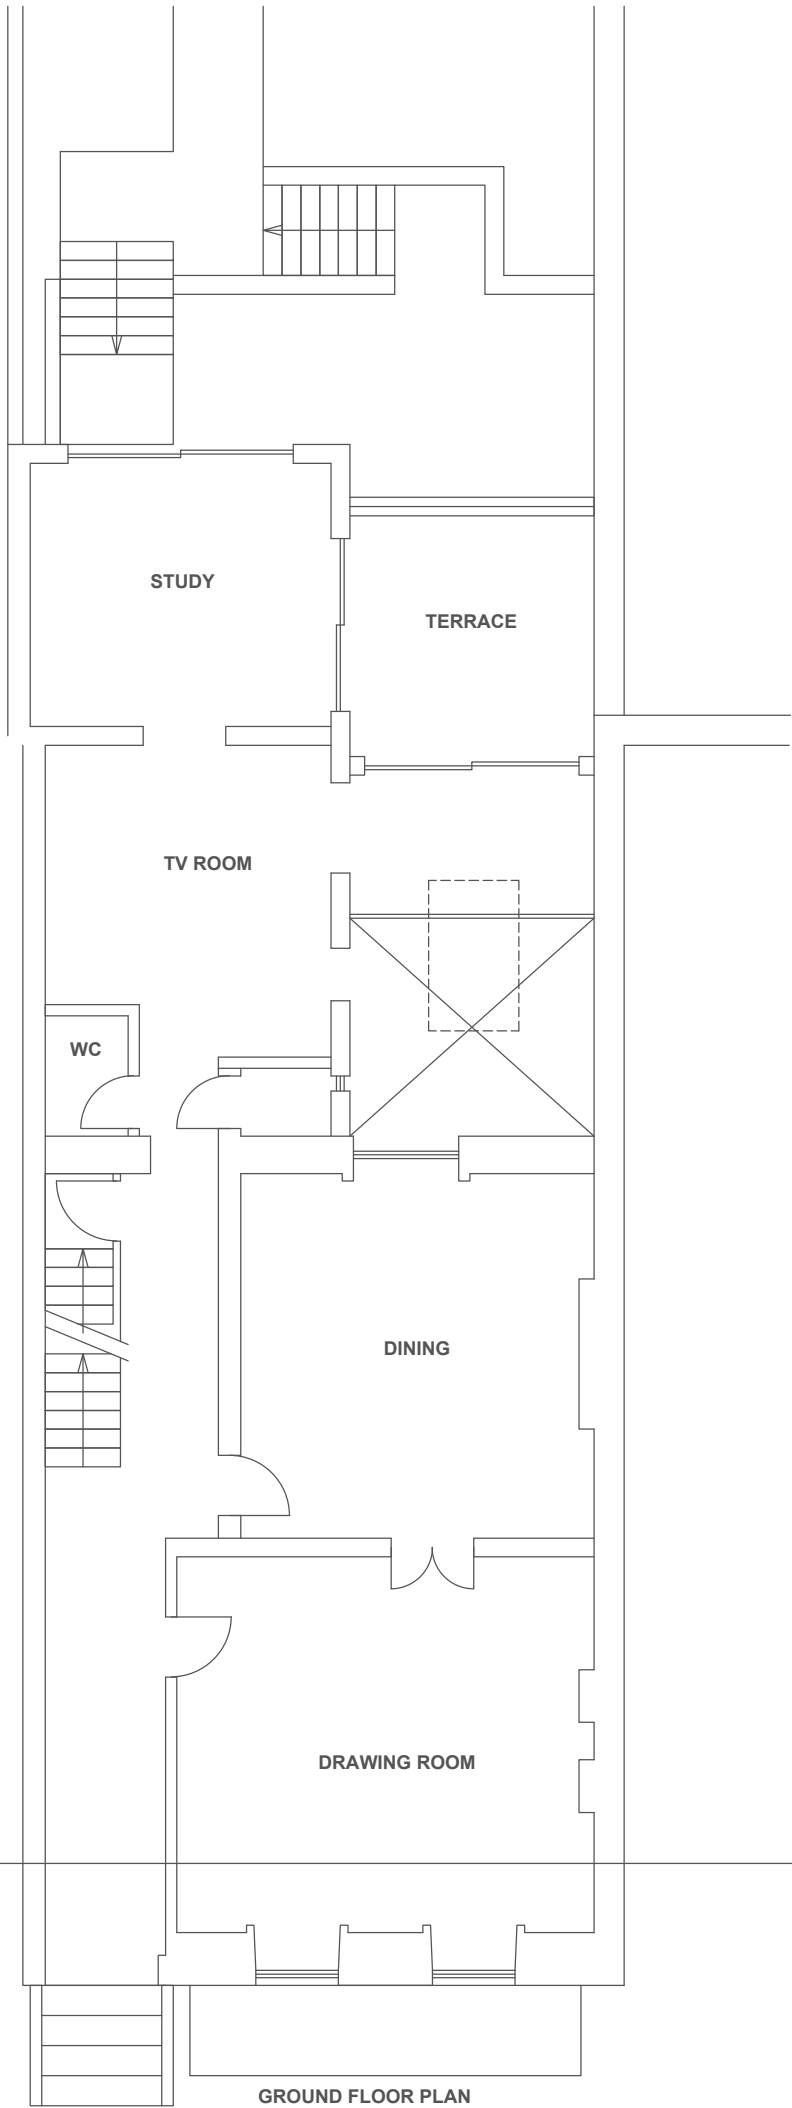 STUDY
TERRACE
TV ROOM
WC
DINING
DRAWING ROOM
GROUND FLOOR PLAN